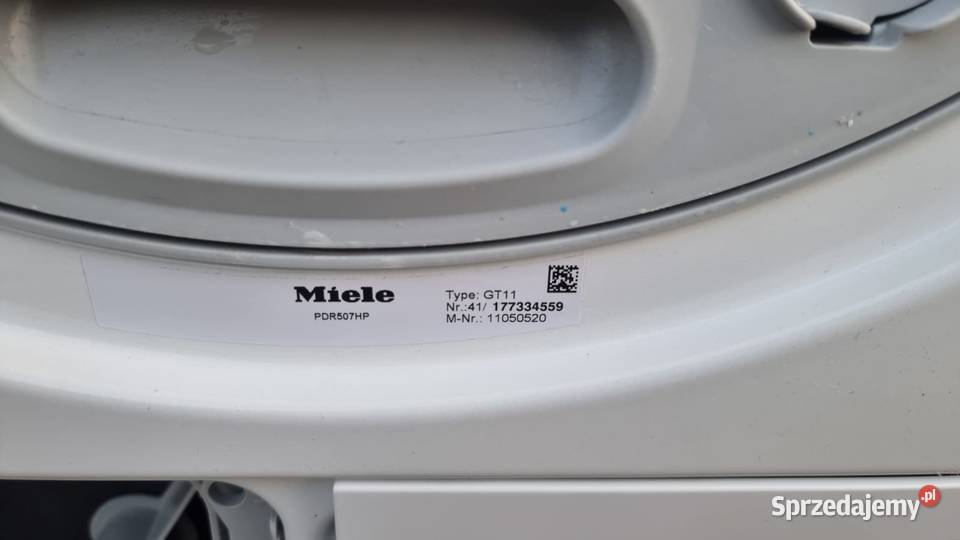 Miele
PDR507HP
Type: GT11
Nr.:41/ 177334559
M-Nr.: 11050520
Sprzedajemy.pl